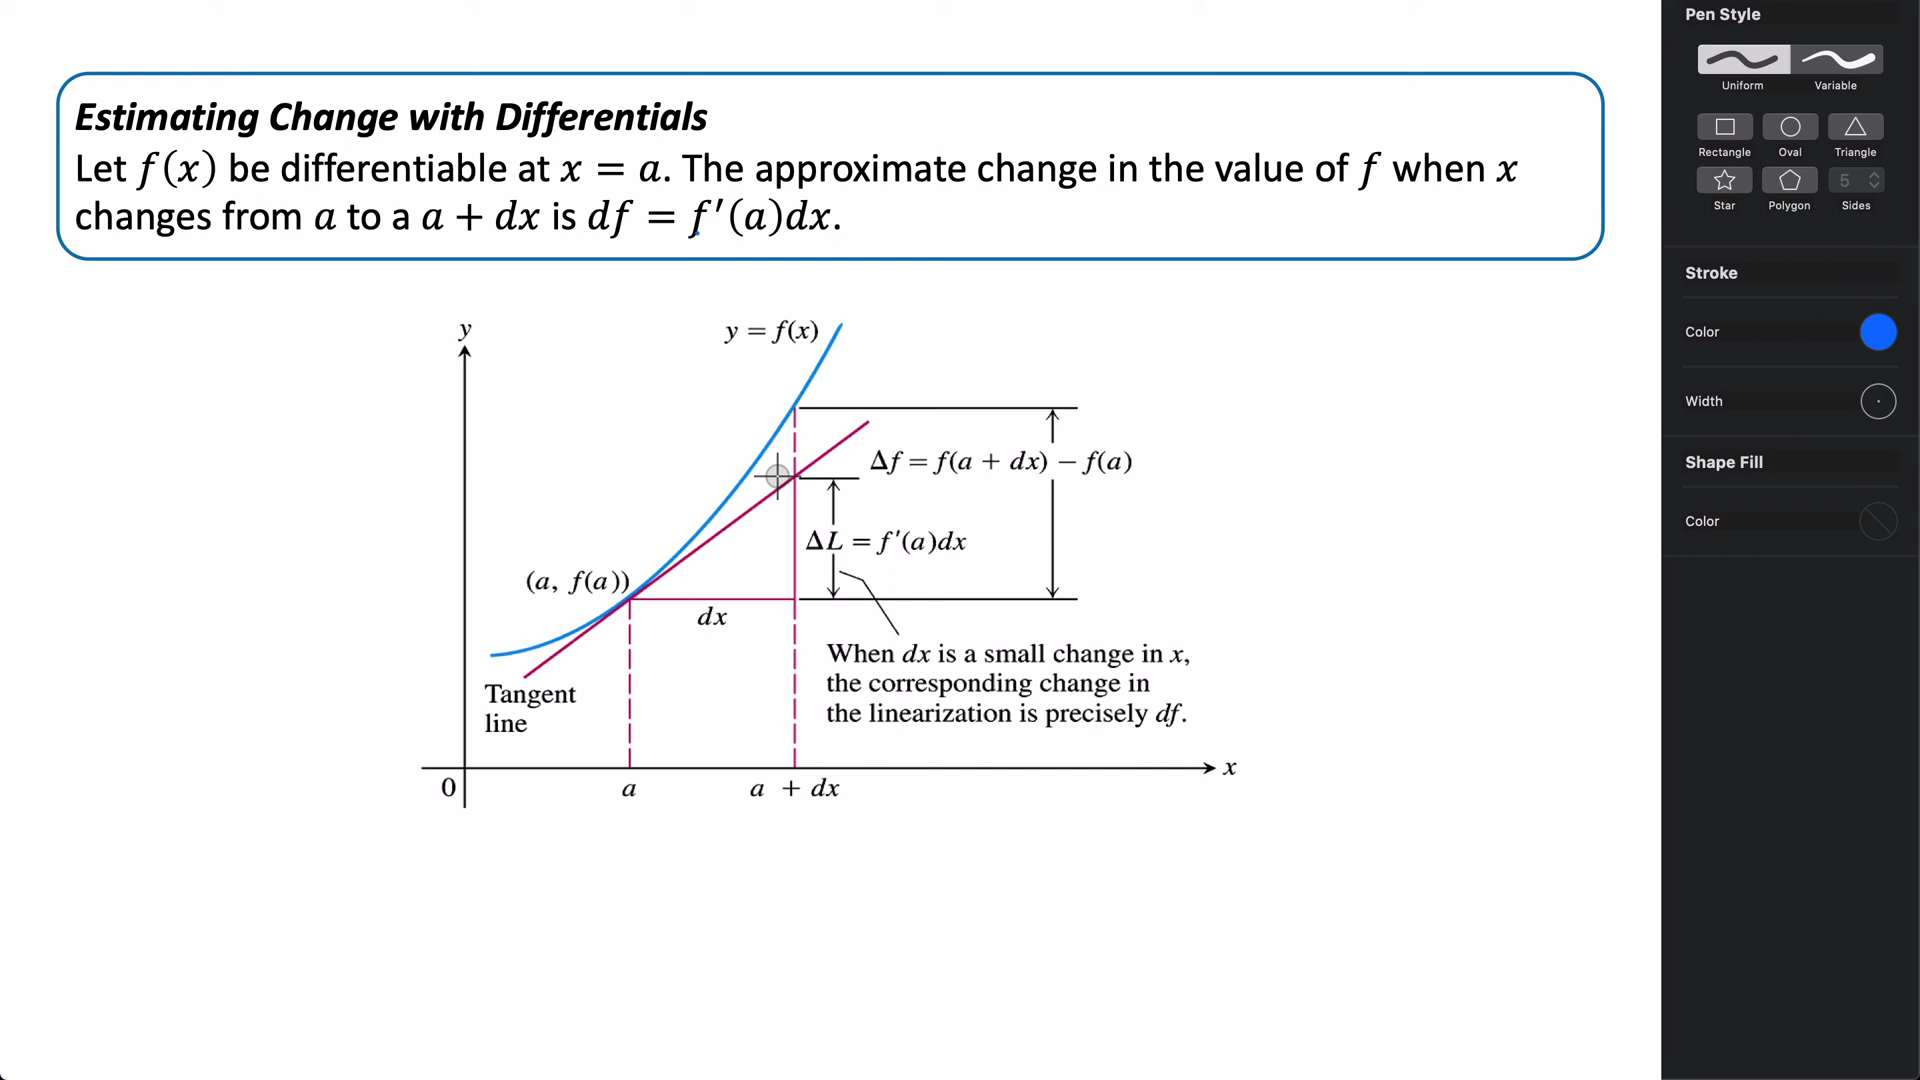 Estimating Change with Differentials
Let f(x) be differentiable at x = a. The approximate change in the value of f when x
changes from a to a a + dx is df = f′(a)dx.
y
y = f(x)
Δf = f(a + dx) − f(a)
ΔL = f′(a)dx
(a, f(a))
dx
When dx is a small change in x,
the corresponding change in
the linearization is precisely df.
Tangent
line
x
0
a
a + dx
Pen Style
Uniform
Variable
Rectangle
Oval
Triangle
5
Star
Polygon
Sides
Stroke
Color
Width
Shape Fill
Color